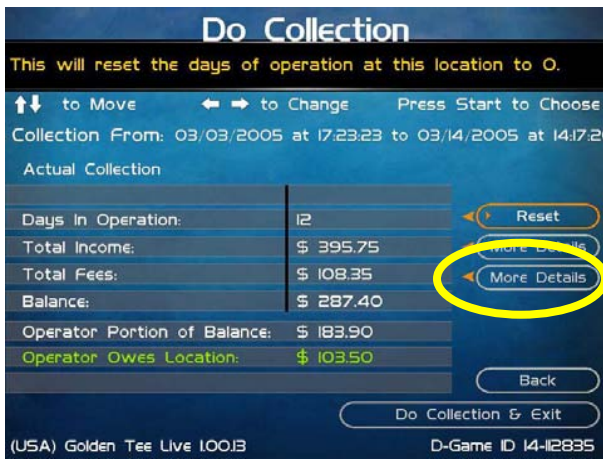 Do Collection
This will reset the days of operation at this location to 0.
to Move to Change Press Start to Choose
Collection From: 03/03/2005 at 17:23:23 to 03/14/2005 at 14:17:2
Actual Collection
Days In Operation: 12 Reset
Total Income: $ 395.75 More Details
Total Fees: $ 108.35 More Details
Balance: $ 287.40
Operator Portion of Balance: $ 183.90
Operator Owes Location: $ 103.50
Back
Do Collection & Exit
(USA) Golden Tee Live 1.00.13 D-Game ID 14-112835